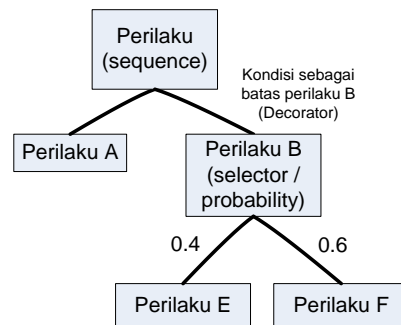 Perilaku
(sequence)
Kondisi sebagai
batas perilaku B
(Decorator)
Perilaku A
Perilaku B
(selector /
probability)
0.4
0.6
Perilaku E
Perilaku F